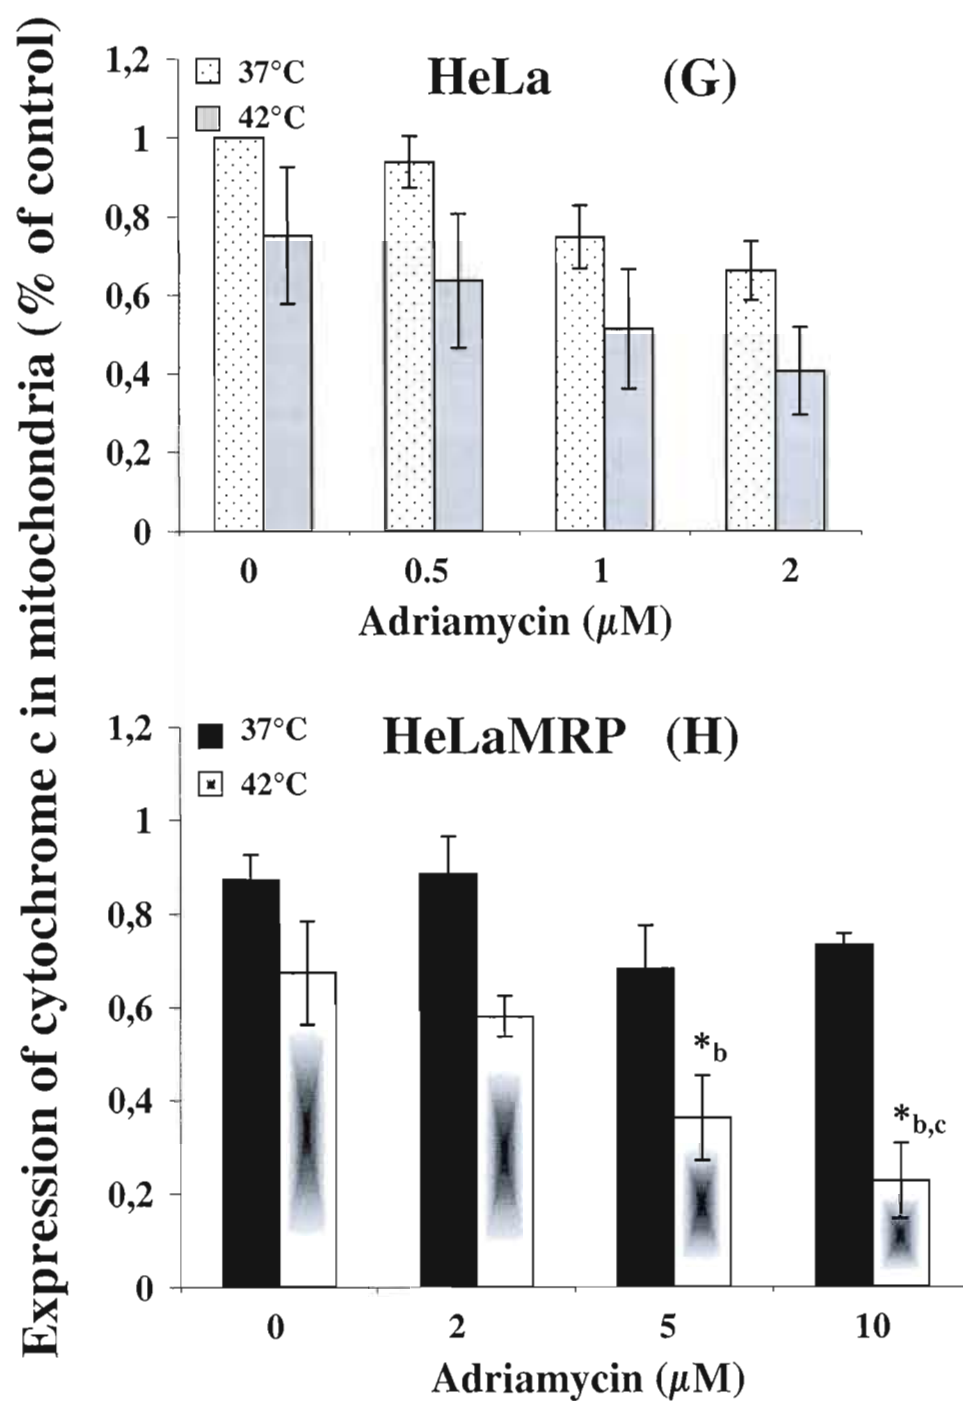 Expression of cytochrome c in mitochondria (% of control)
HeLa (G)
37°C
42°C
1,2
1
0,8
0,6
0,4
0,2
0
0 0.5 1 2
Adriamycin (μM)
HeLaMRP (H)
37°C
42°C
1,2
1
0,8
0,6
0,4
0,2
0
*b
*b,c
0 2 5 10
Adriamycin (μM)